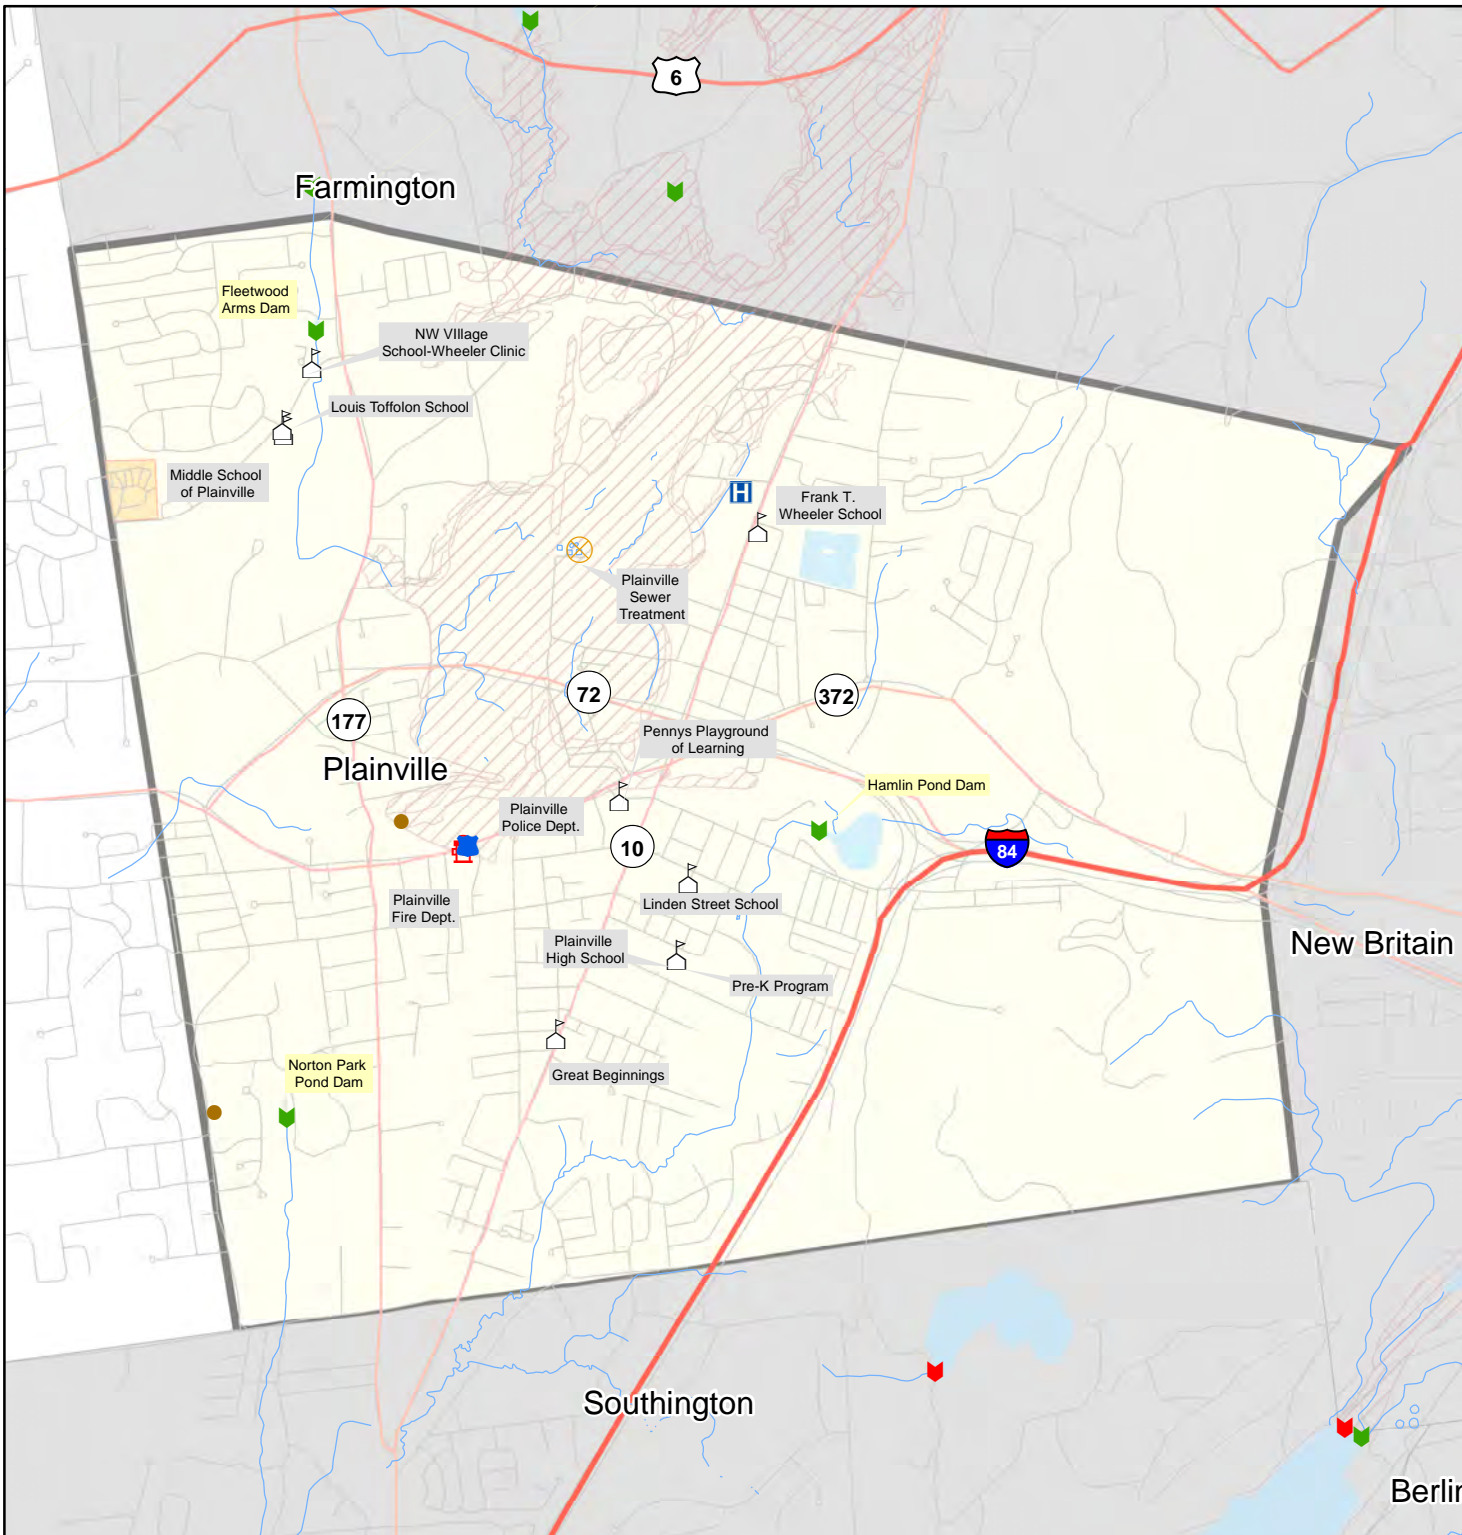 6
Farmington
Fleetwood
Arms Dam
NW VIllage
School-Wheeler Clinic
Louis Toffolon School
Middle School
of Plainville
H
Frank T.
Wheeler School
Plainville
Sewer
Treatment
72
372
177
Pennys Playground
of Learning
Plainville
Hamlin Pond Dam
Plainville
Police Dept.
10
84
Plainville
Fire Dept.
Linden Street School
New Britain
Plainville
High School
Pre-K Program
Norton Park
Pond Dam
Great Beginnings
Southington
Berlin